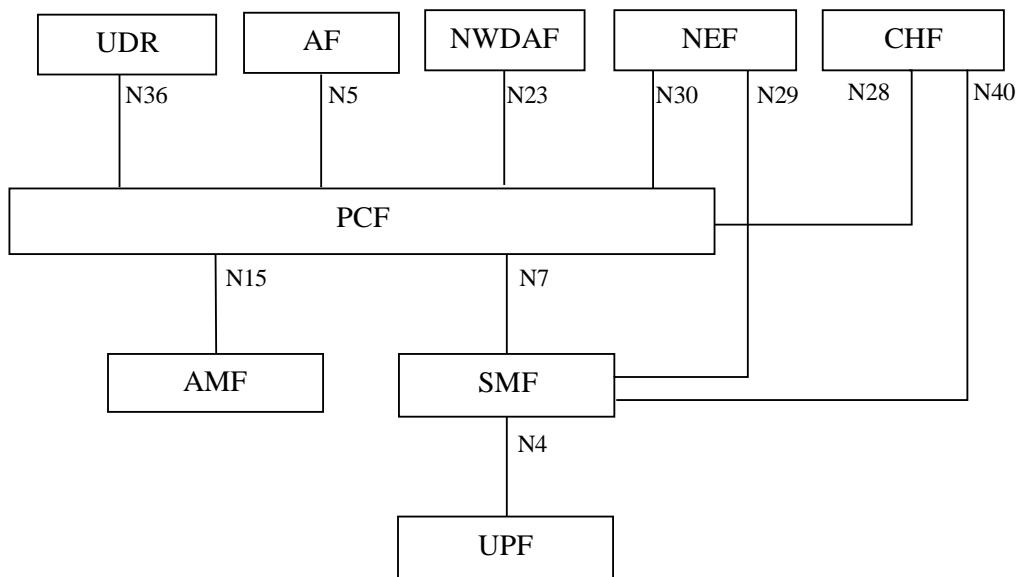 UDR
AF
NWDAF
NEF
CHF
N36
N5
N23
N30
N29
N28
N40
PCF
N15
N7
AMF
SMF
N4
UPF